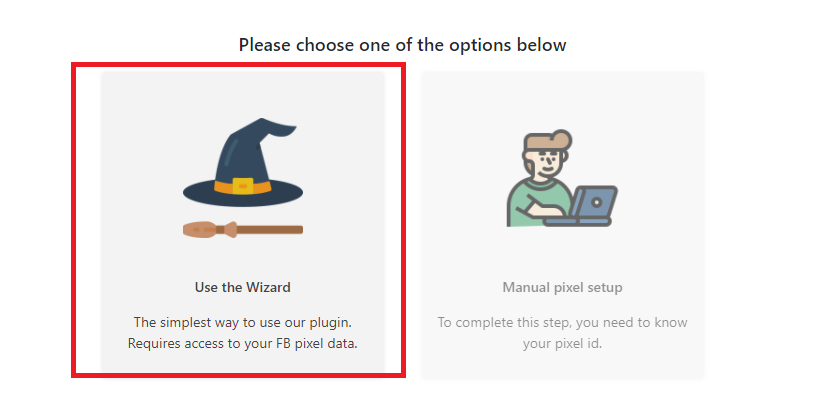 Please choose one of the options below
Use the Wizard
The simplest way to use our plugin.
Requires access to your FB pixel data.
Manual pixel setup
To complete this step, you need to know
your pixel id.